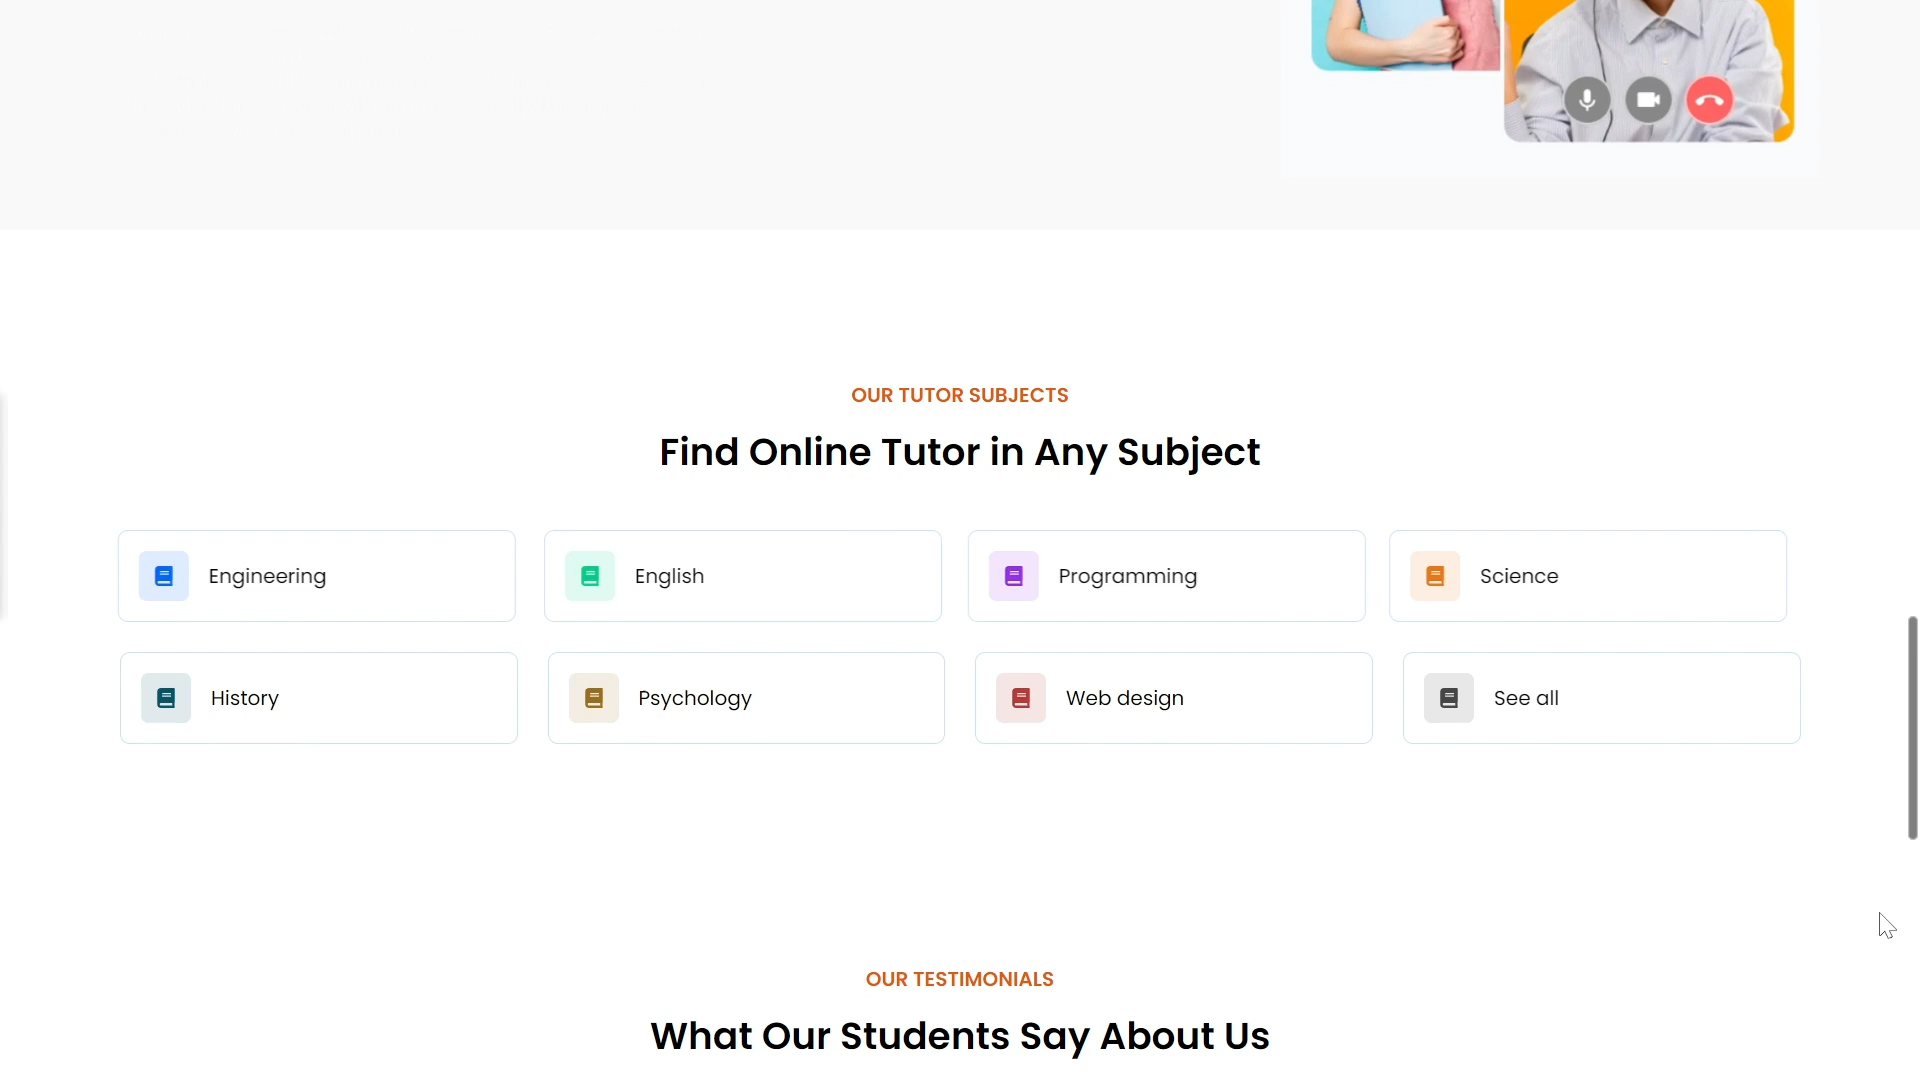 OUR TUTOR SUBJECTS
Find Online Tutor in Any Subject
Engineering
English
Programming
Science
History
Psychology
Web design
See all
OUR TESTIMONIALS
What Our Students Say About Us